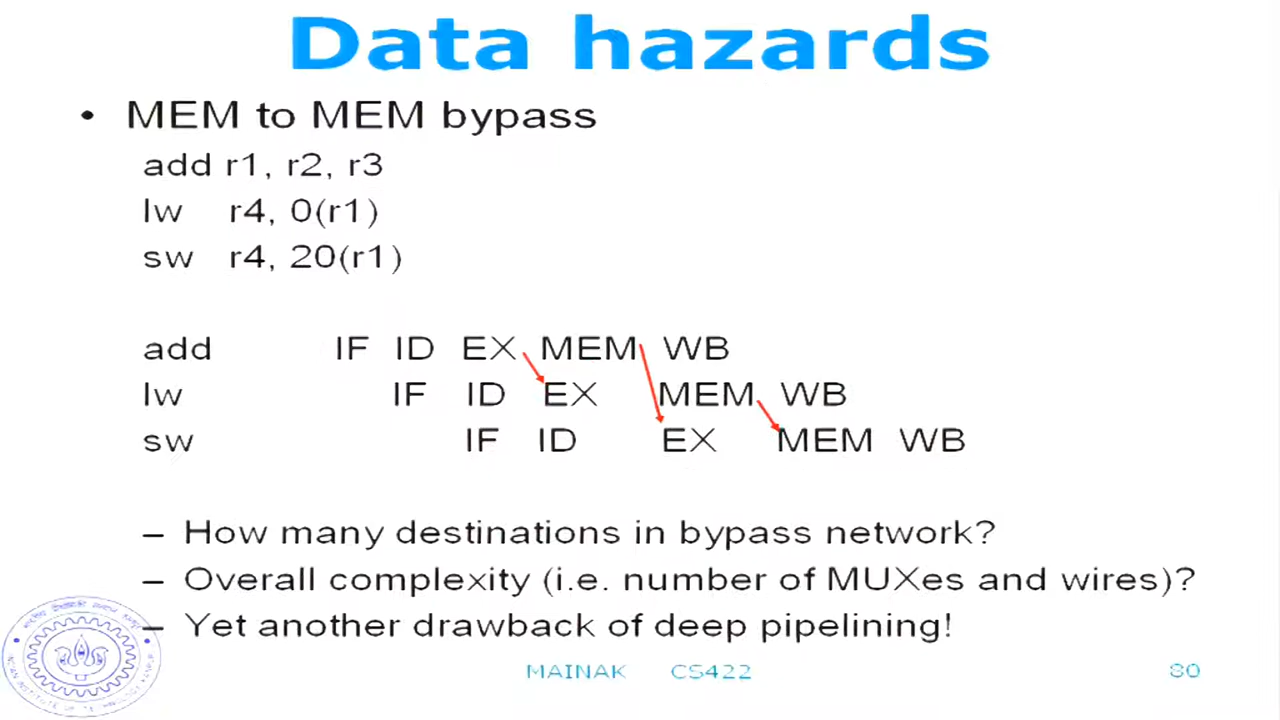 Data hazards
• MEM to MEM bypass
add r1, r2, r3
lw r4, 0(r1)
sw r4, 20(r1)
add IF ID EX MEM WB
lw IF ID EX MEM WB
sw IF ID EX MEM WB
– How many destinations in bypass network?
– Overall complexity (i.e. number of MUXes and wires)?
– Yet another drawback of deep pipelining!
MAINAK CS422 80